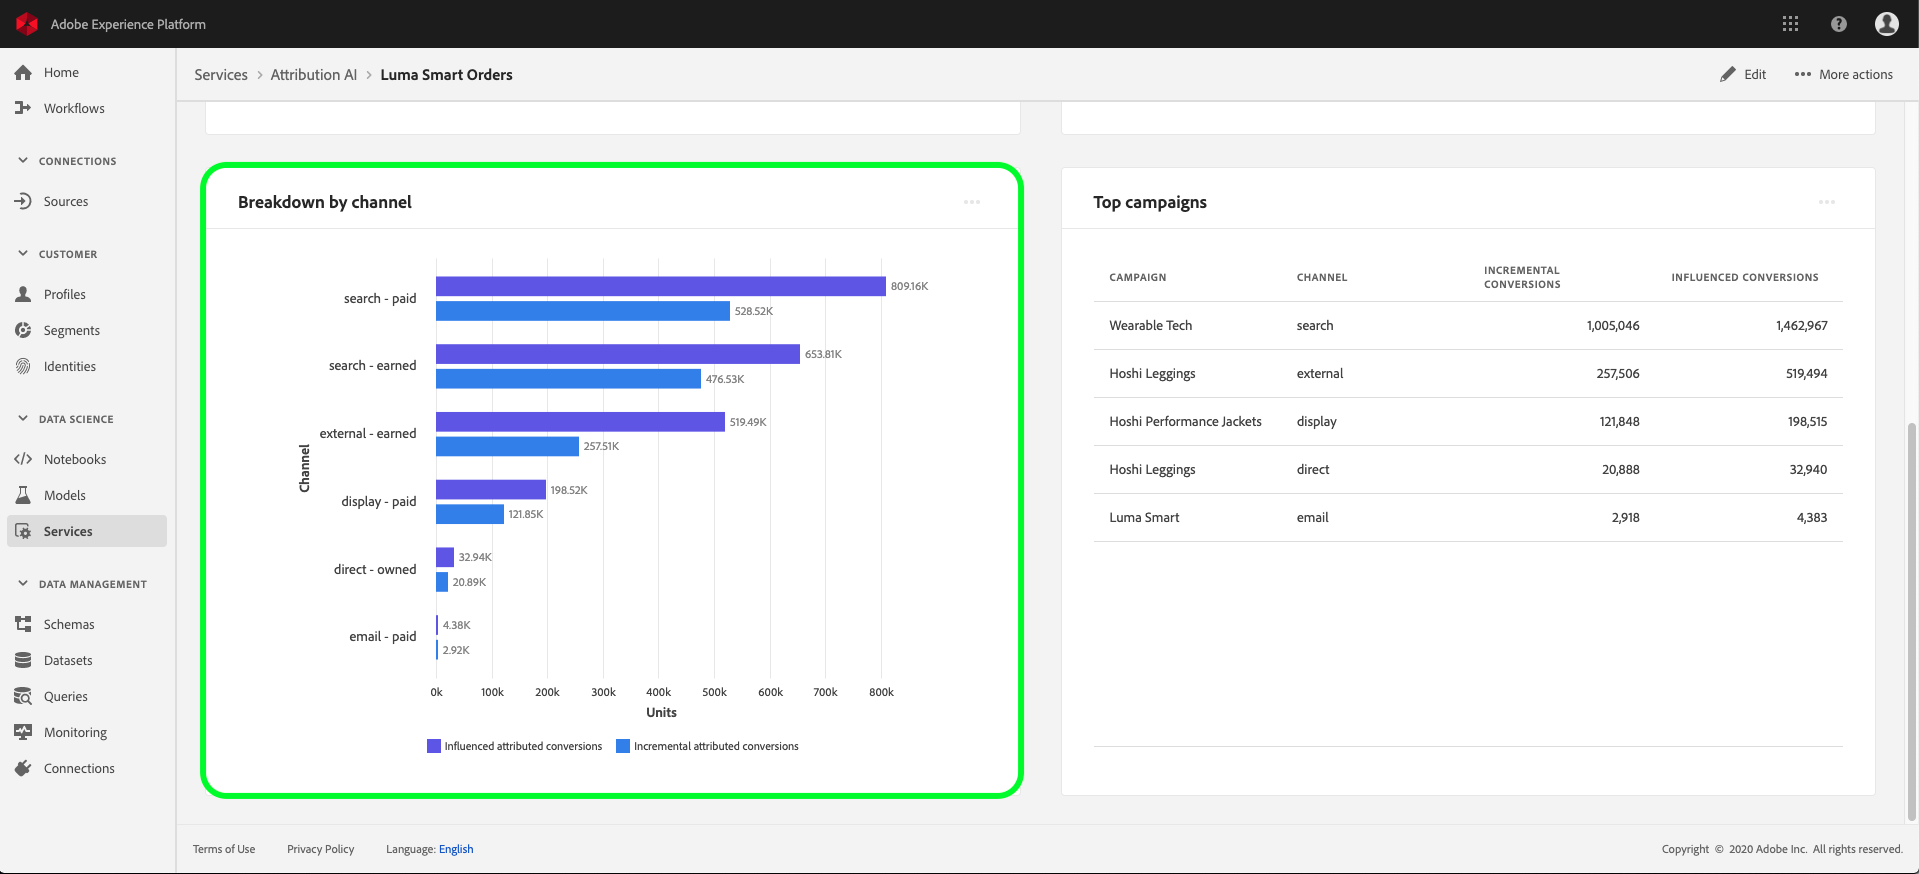 Adobe Experience Platform
Home
Workflows
CONNECTIONS
Sources
CUSTOMER
Profiles
Segments
Identities
DATA SCIENCE
Notebooks
Models
Services
DATA MANAGEMENT
Schemas
Datasets
Queries
Monitoring
Connections
Services > Attribution AI > Luma Smart Orders
Edit
More actions
Breakdown by channel
Channel
search - paid
809.16K
528.52K
search - earned
653.81K
476.53K
external - earned
519.49K
257.51K
display - paid
198.52K
121.85K
direct - owned
32.94K
20.89K
email - paid
4.38K
2.92K
0k 100k 200k 300k 400k 500k 600k 700k 800k
Units
Influenced attributed conversions Incremental attributed conversions
Top campaigns
CAMPAIGN CHANNEL INCREMENTAL CONVERSIONS INFLUENCED CONVERSIONS
Wearable Tech search 1,005,046 1,462,967
Hoshi Leggings external 257,506 519,494
Hoshi Performance Jackets display 121,848 198,515
Hoshi Leggings direct 20,888 32,940
Luma Smart email 2,918 4,383
Terms of Use Privacy Policy Language: English
Copyright © 2020 Adobe Inc. All rights reserved.